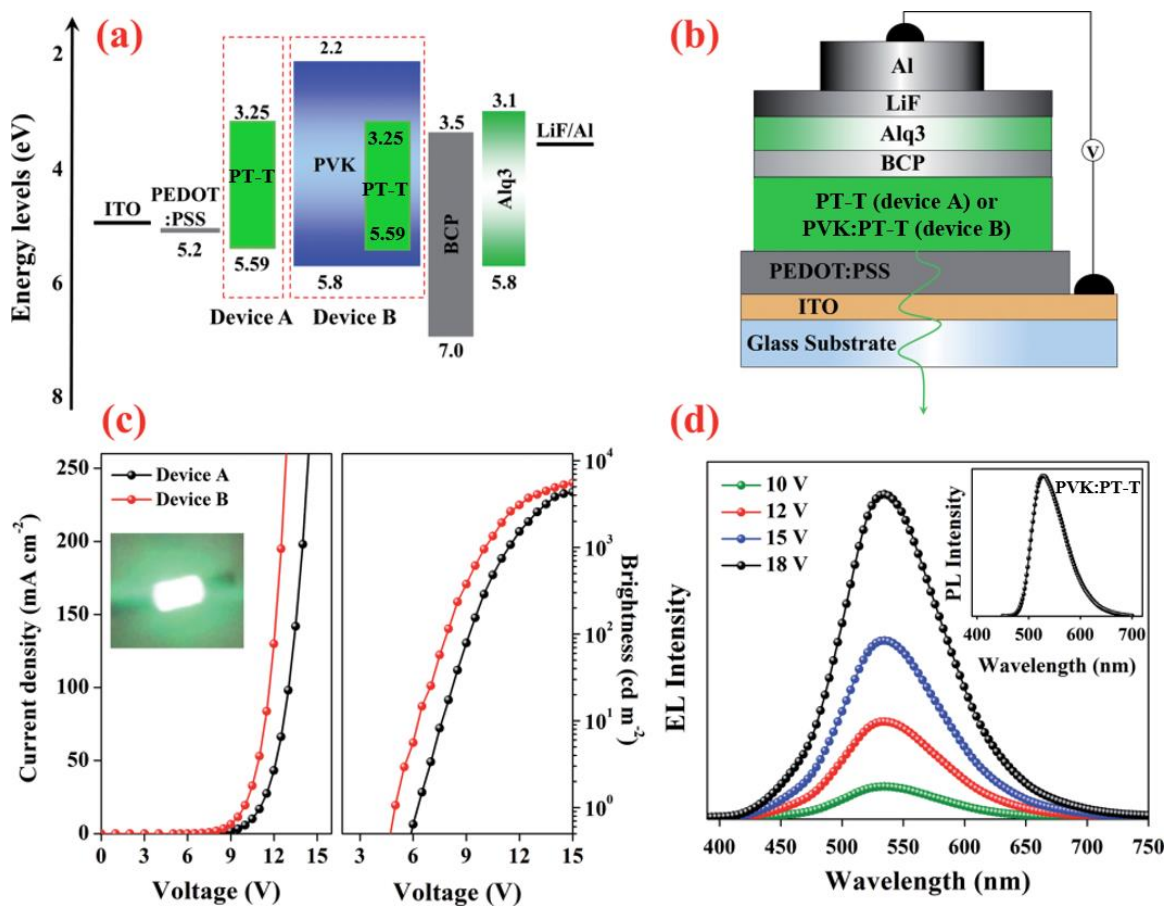 (a)
Energy levels (eV)
2
4
6
8
ITO
PEDOT
:PSS
5.2
3.25
PT-T
5.59
Device A
2.2
PVK
3.25
PT-T
5.59
5.8
Device B
3.5
BCP
7.0
3.1
Alq3
5.8
LiF/Al
(b)
Al
LiF
Alq3
BCP
PT-T (device A) or
PVK:PT-T (device B)
PEDOT:PSS
ITO
Glass Substrate
V
(c)
Current density (mA cm-2)
250
200
150
100
50
0
Device A
Device B
0 3 6 9 12 15
Voltage (V)
3 6 9 12 15
Voltage (V)
10^4
10^3
10^2
10^1
10^0
Brightness (cd m-2)
(d)
EL Intensity
10 V
12 V
15 V
18 V
400 450 500 550 600 650 700 750
Wavelength (nm)
PL Intensity
PVK:PT-T
400 500 600 700
Wavelength (nm)